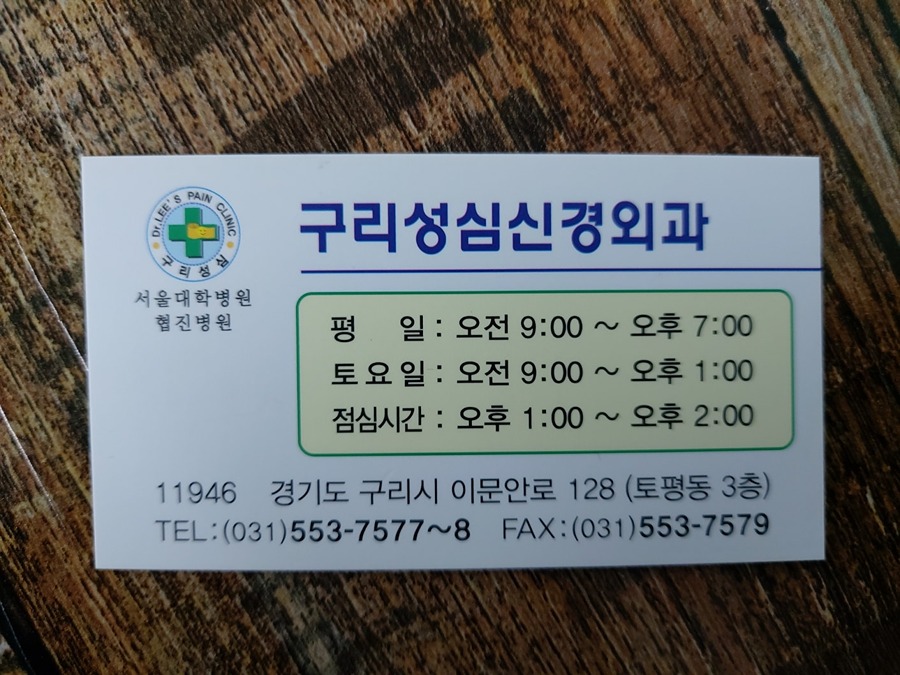 Dr.LEE'S PAIN CLINIC
구리성심
서울대학병원
협진병원
구리성심신경외과
평 일 : 오전 9:00 ~ 오후 7:00
토요일 : 오전 9:00 ~ 오후 1:00
점심시간 : 오후 1:00 ~ 오후 2:00
11946 경기도 구리시 이문안로 128 (토평동 3층)
TEL:(031)553-7577~8 FAX:(031)553-7579